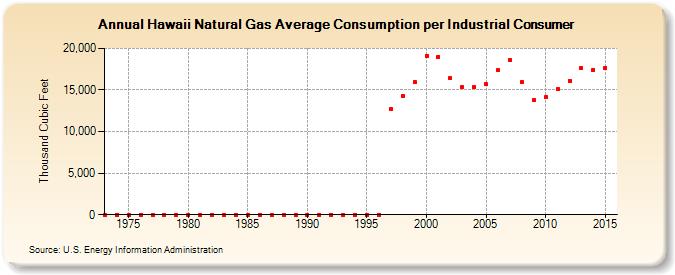 Annual Hawaii Natural Gas Average Consumption per Industrial Consumer
Thousand Cubic Feet
20,000
15,000
10,000
5,000
0
1975 1980 1985 1990 1995 2000 2005 2010 2015
Source: U.S. Energy Information Administration